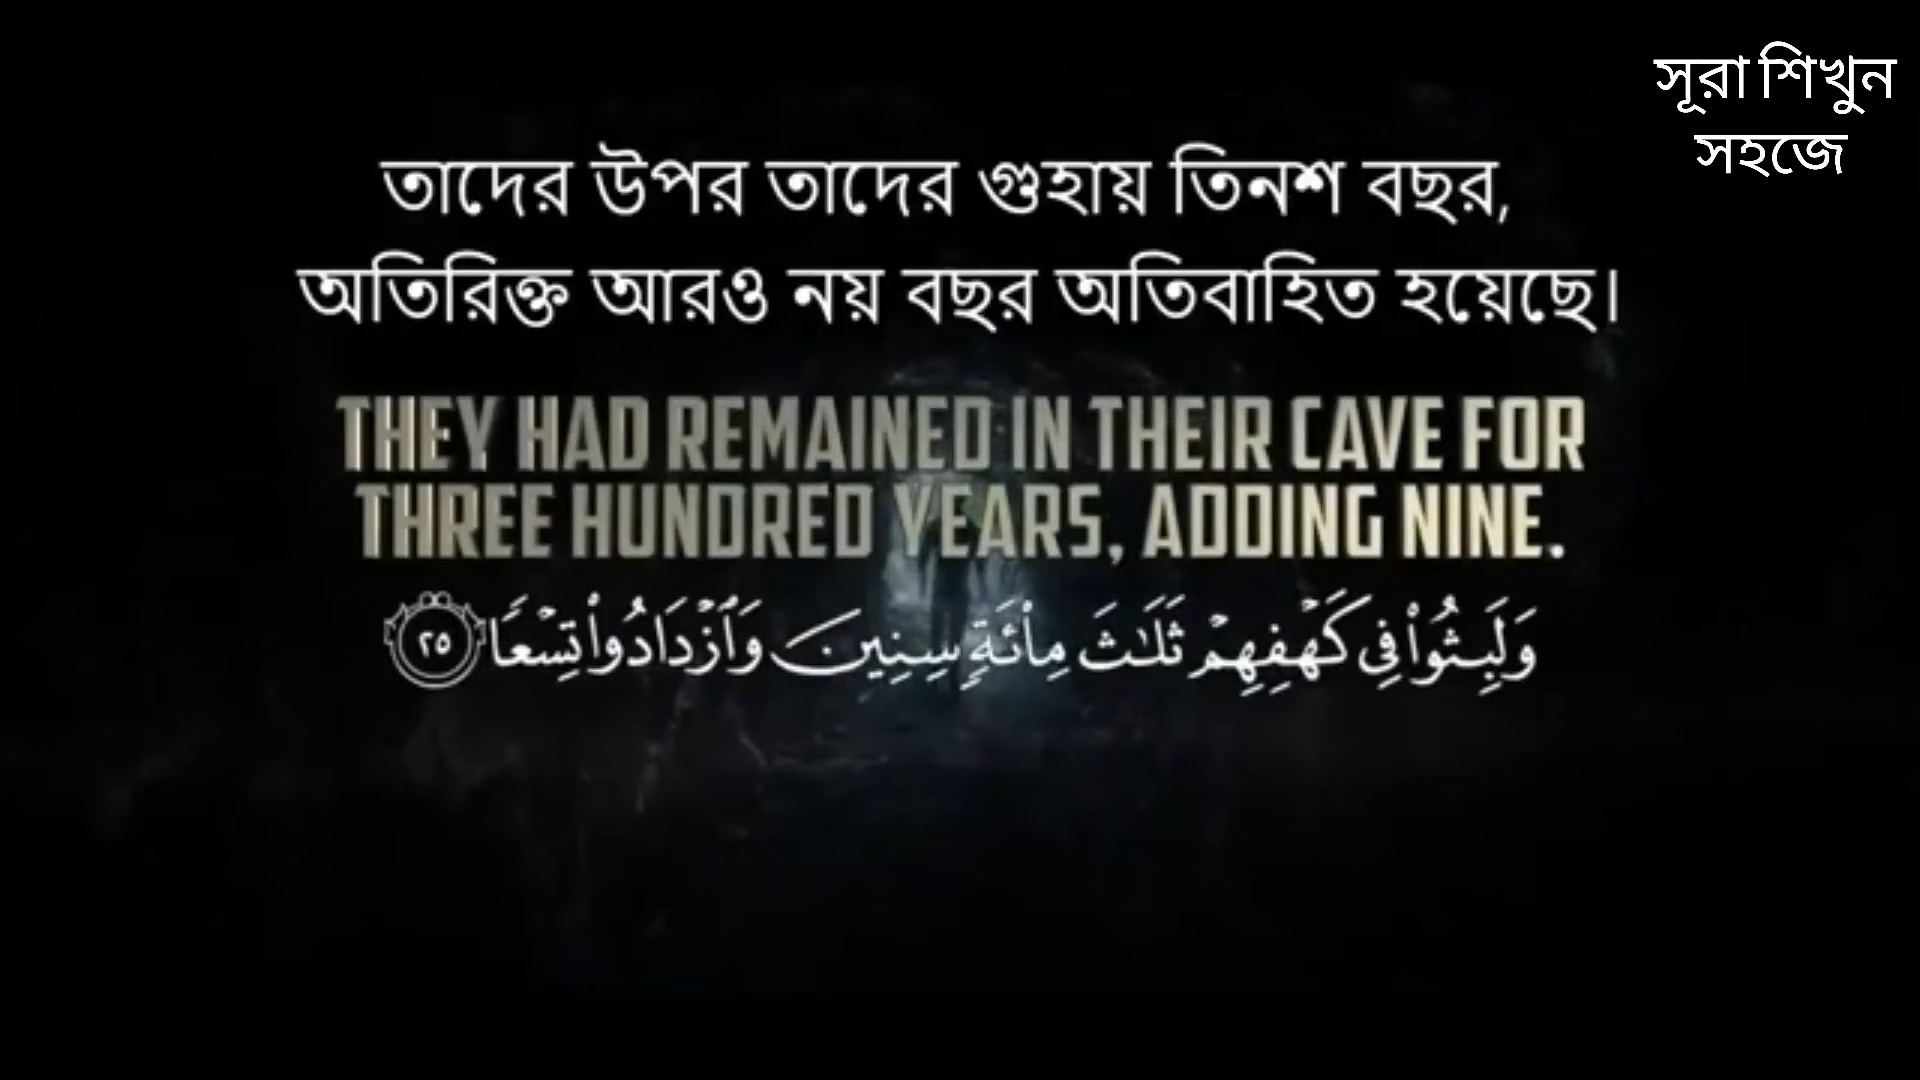 সূরা শিখুন
সহজে
তাদের উপর তাদের গুহায় তিনশ বছর,
অতিরিক্ত আরও নয় বছর অতিবাহিত হয়েছে।
THEY HAD REMAINED IN THEIR CAVE FOR
THREE HUNDRED YEARS, ADDING NINE.
وَلَبِثُوا۟ فِى كَهْفِهِمْ ثَلَـٰثَ مِا۟ئَةٍ سِنِينَ وَٱزْدَادُوا۟ تِسْعًا ٢٥